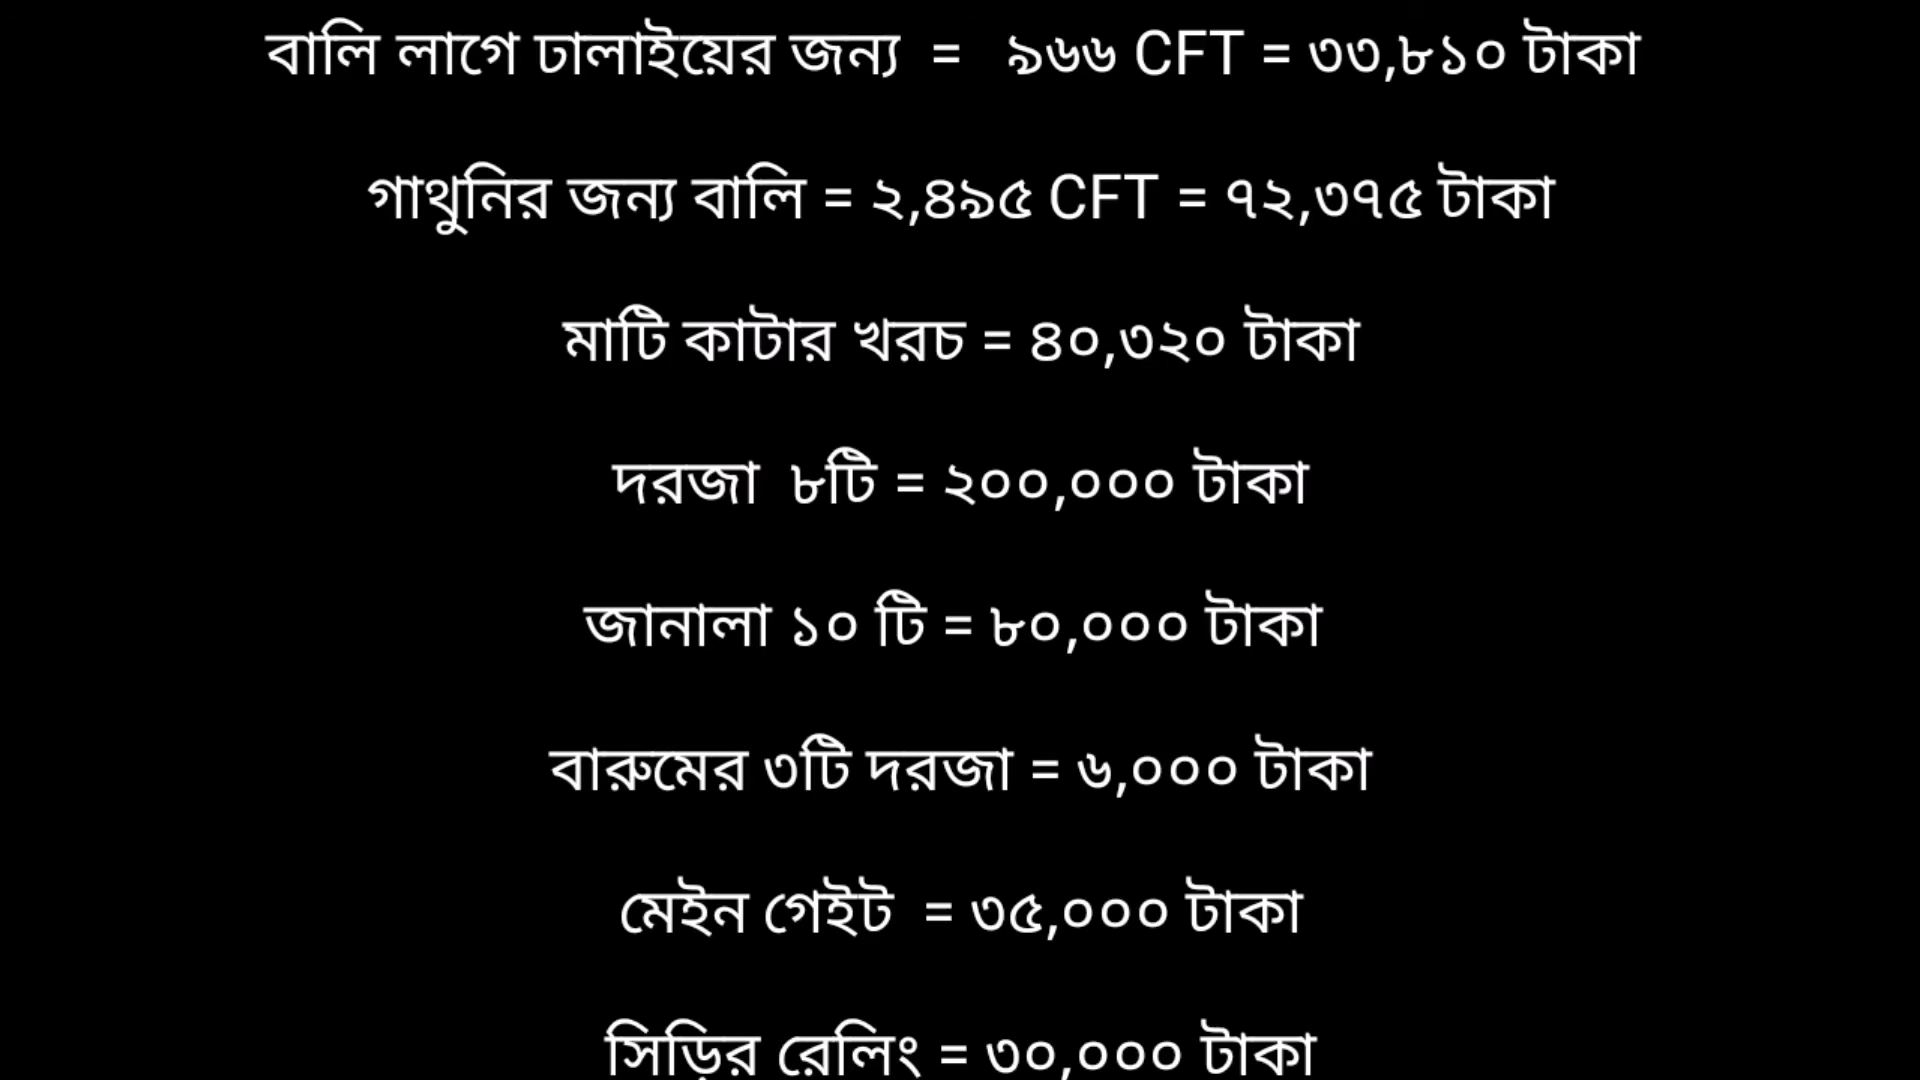 বালি লাগে ঢালাইয়ের জন্য = ৯৬৬ CFT = ৩৩,৮১০ টাকা
গাথুনির জন্য বালি = ২,৪৯৫ CFT = ৭২,৩৭৫ টাকা
মাটি কাটার খরচ = ৪০,৩২০ টাকা
দরজা ৮টি = ২০০,০০০ টাকা
জানালা ১০ টি = ৮০,০০০ টাকা
বারুমের ৩টি দরজা = ৬,০০০ টাকা
মেইন গেইট = ৩৫,০০০ টাকা
সিড়ির রেলিং = ৩০,০০০ টাকা